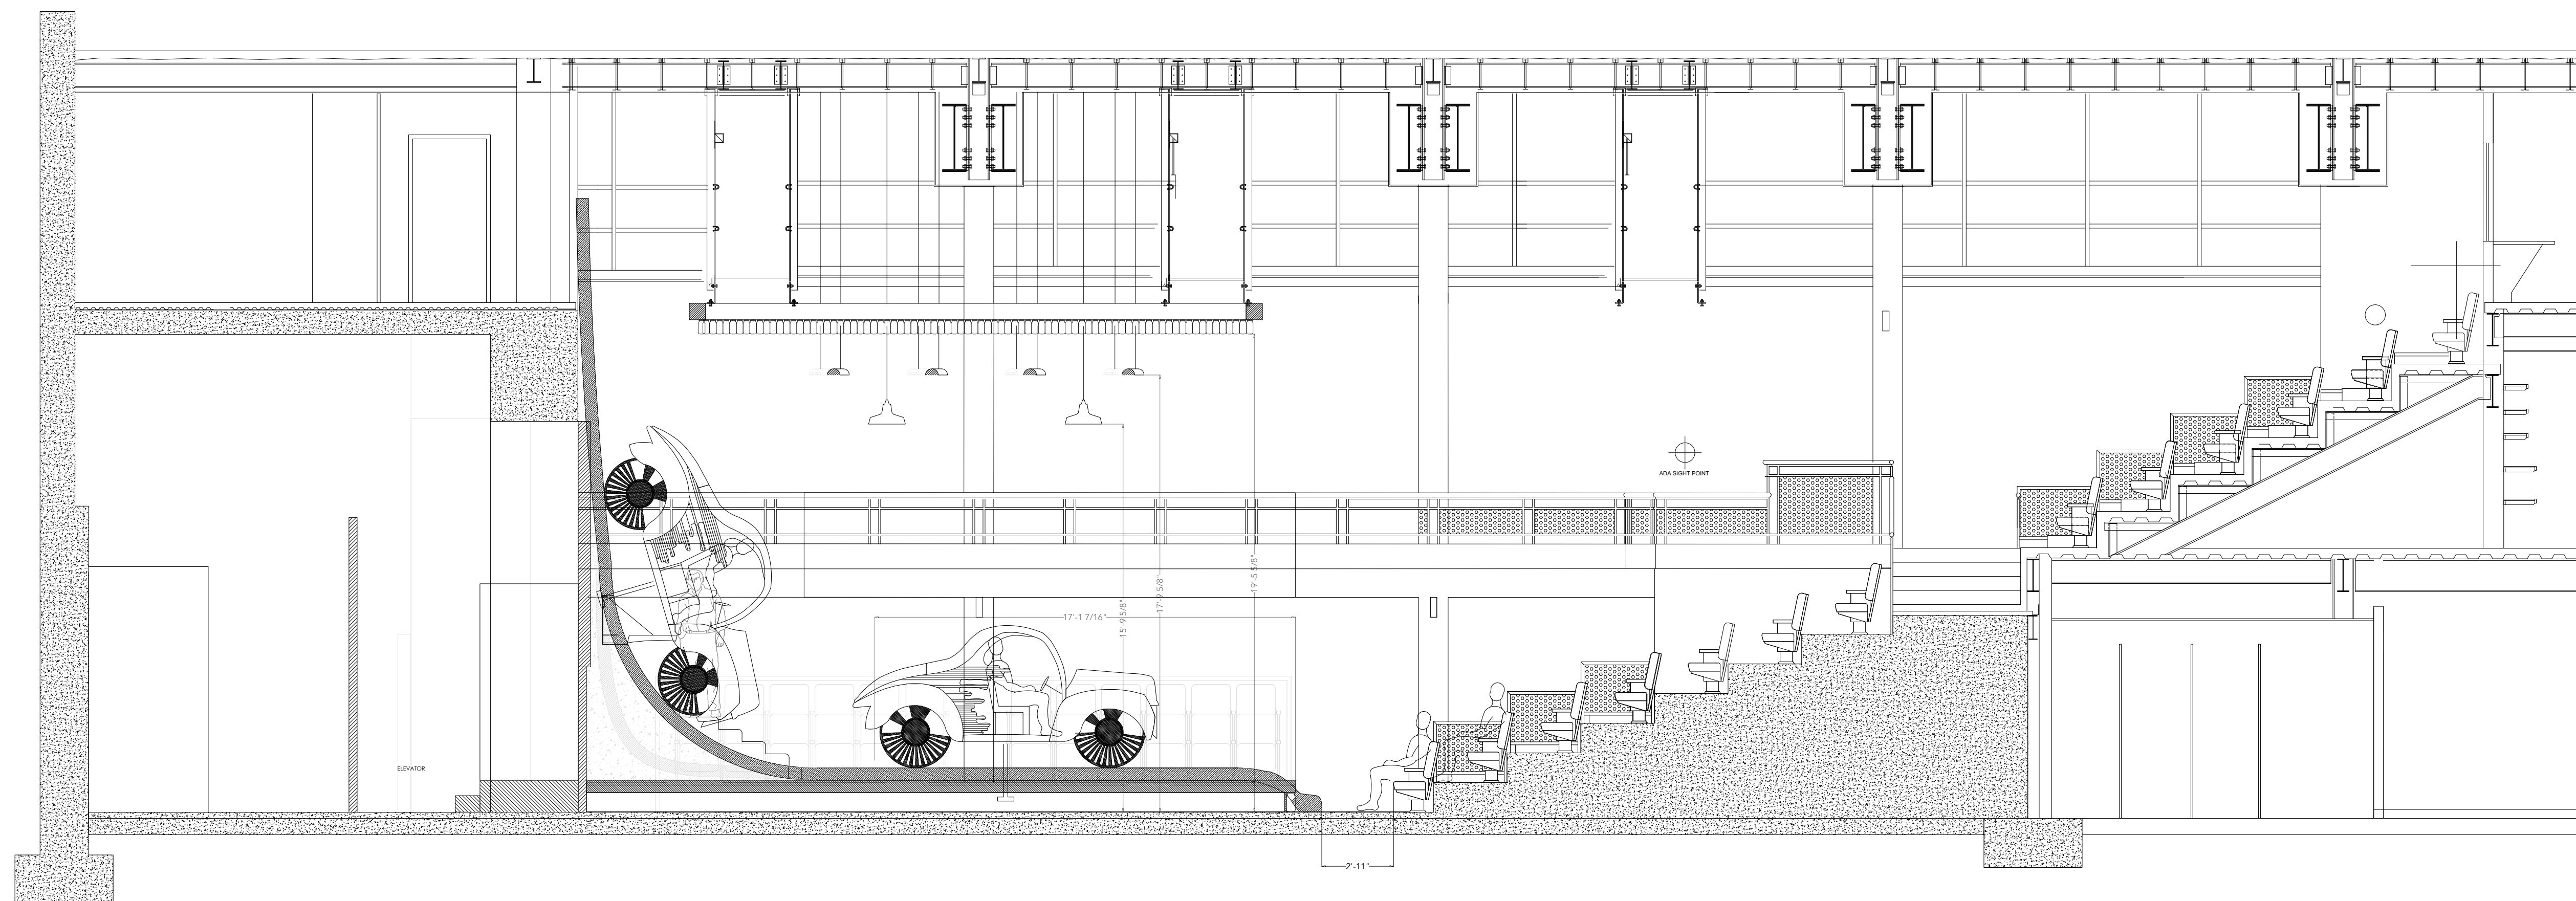 ADA SIGHT POINT
17'-1 7/16"
15'-9 5/8"
17'-9 5/8"
19'-5 5/8"
ELEVATOR
2'-11"